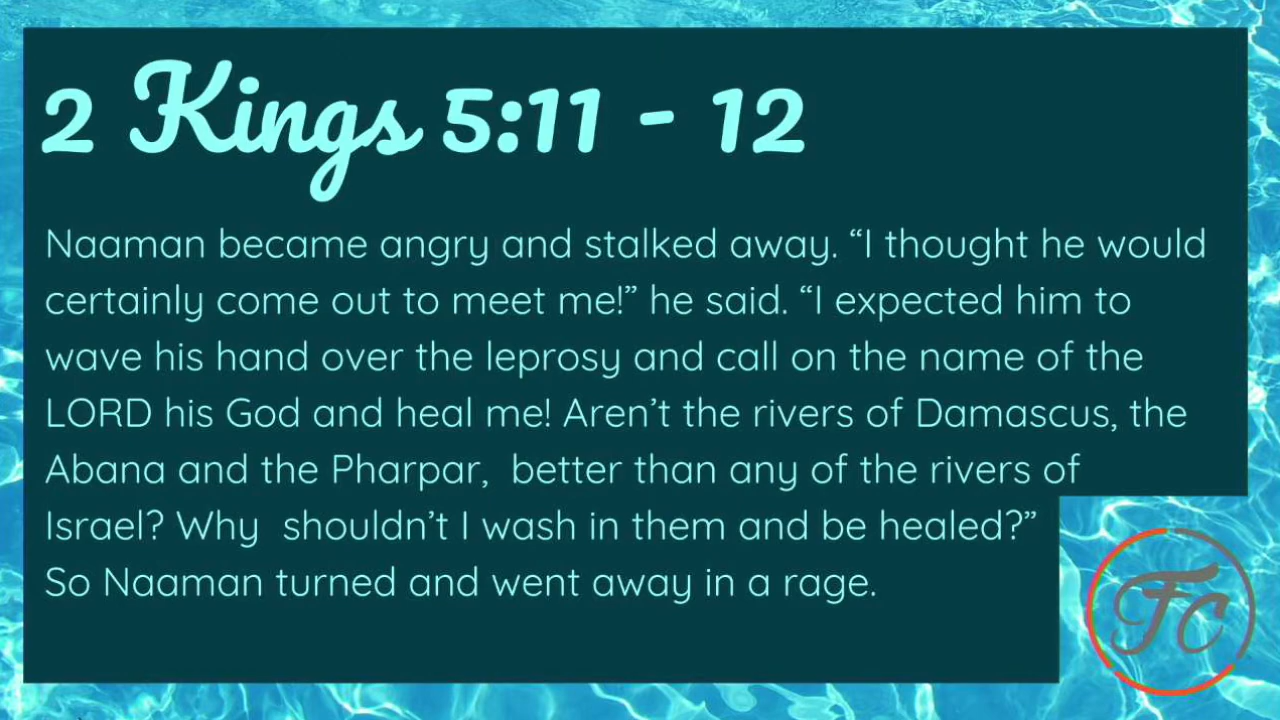 2 Kings 5:11 - 12
Naaman became angry and stalked away. “I thought he would
certainly come out to meet me!” he said. “I expected him to
wave his hand over the leprosy and call on the name of the
LORD his God and heal me! Aren’t the rivers of Damascus, the
Abana and the Pharpar,  better than any of the rivers of
Israel? Why  shouldn’t I wash in them and be healed?”
So Naaman turned and went away in a rage.
Fc